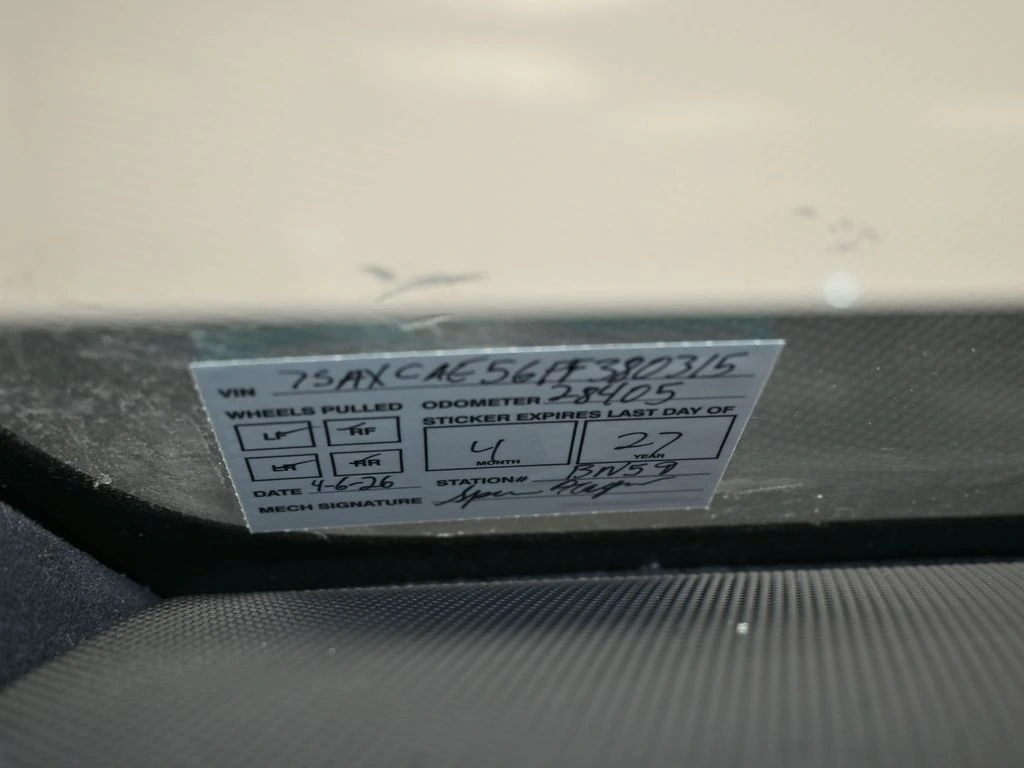 VIN 7SAXCAE56PF380315
WHEELS PULLED ODOMETER 28405
STICKER EXPIRES LAST DAY OF
LF RF
4 27
MONTH YEAR
LR RR
DATE 4-6-26 STATION# BN59
MECH SIGNATURE